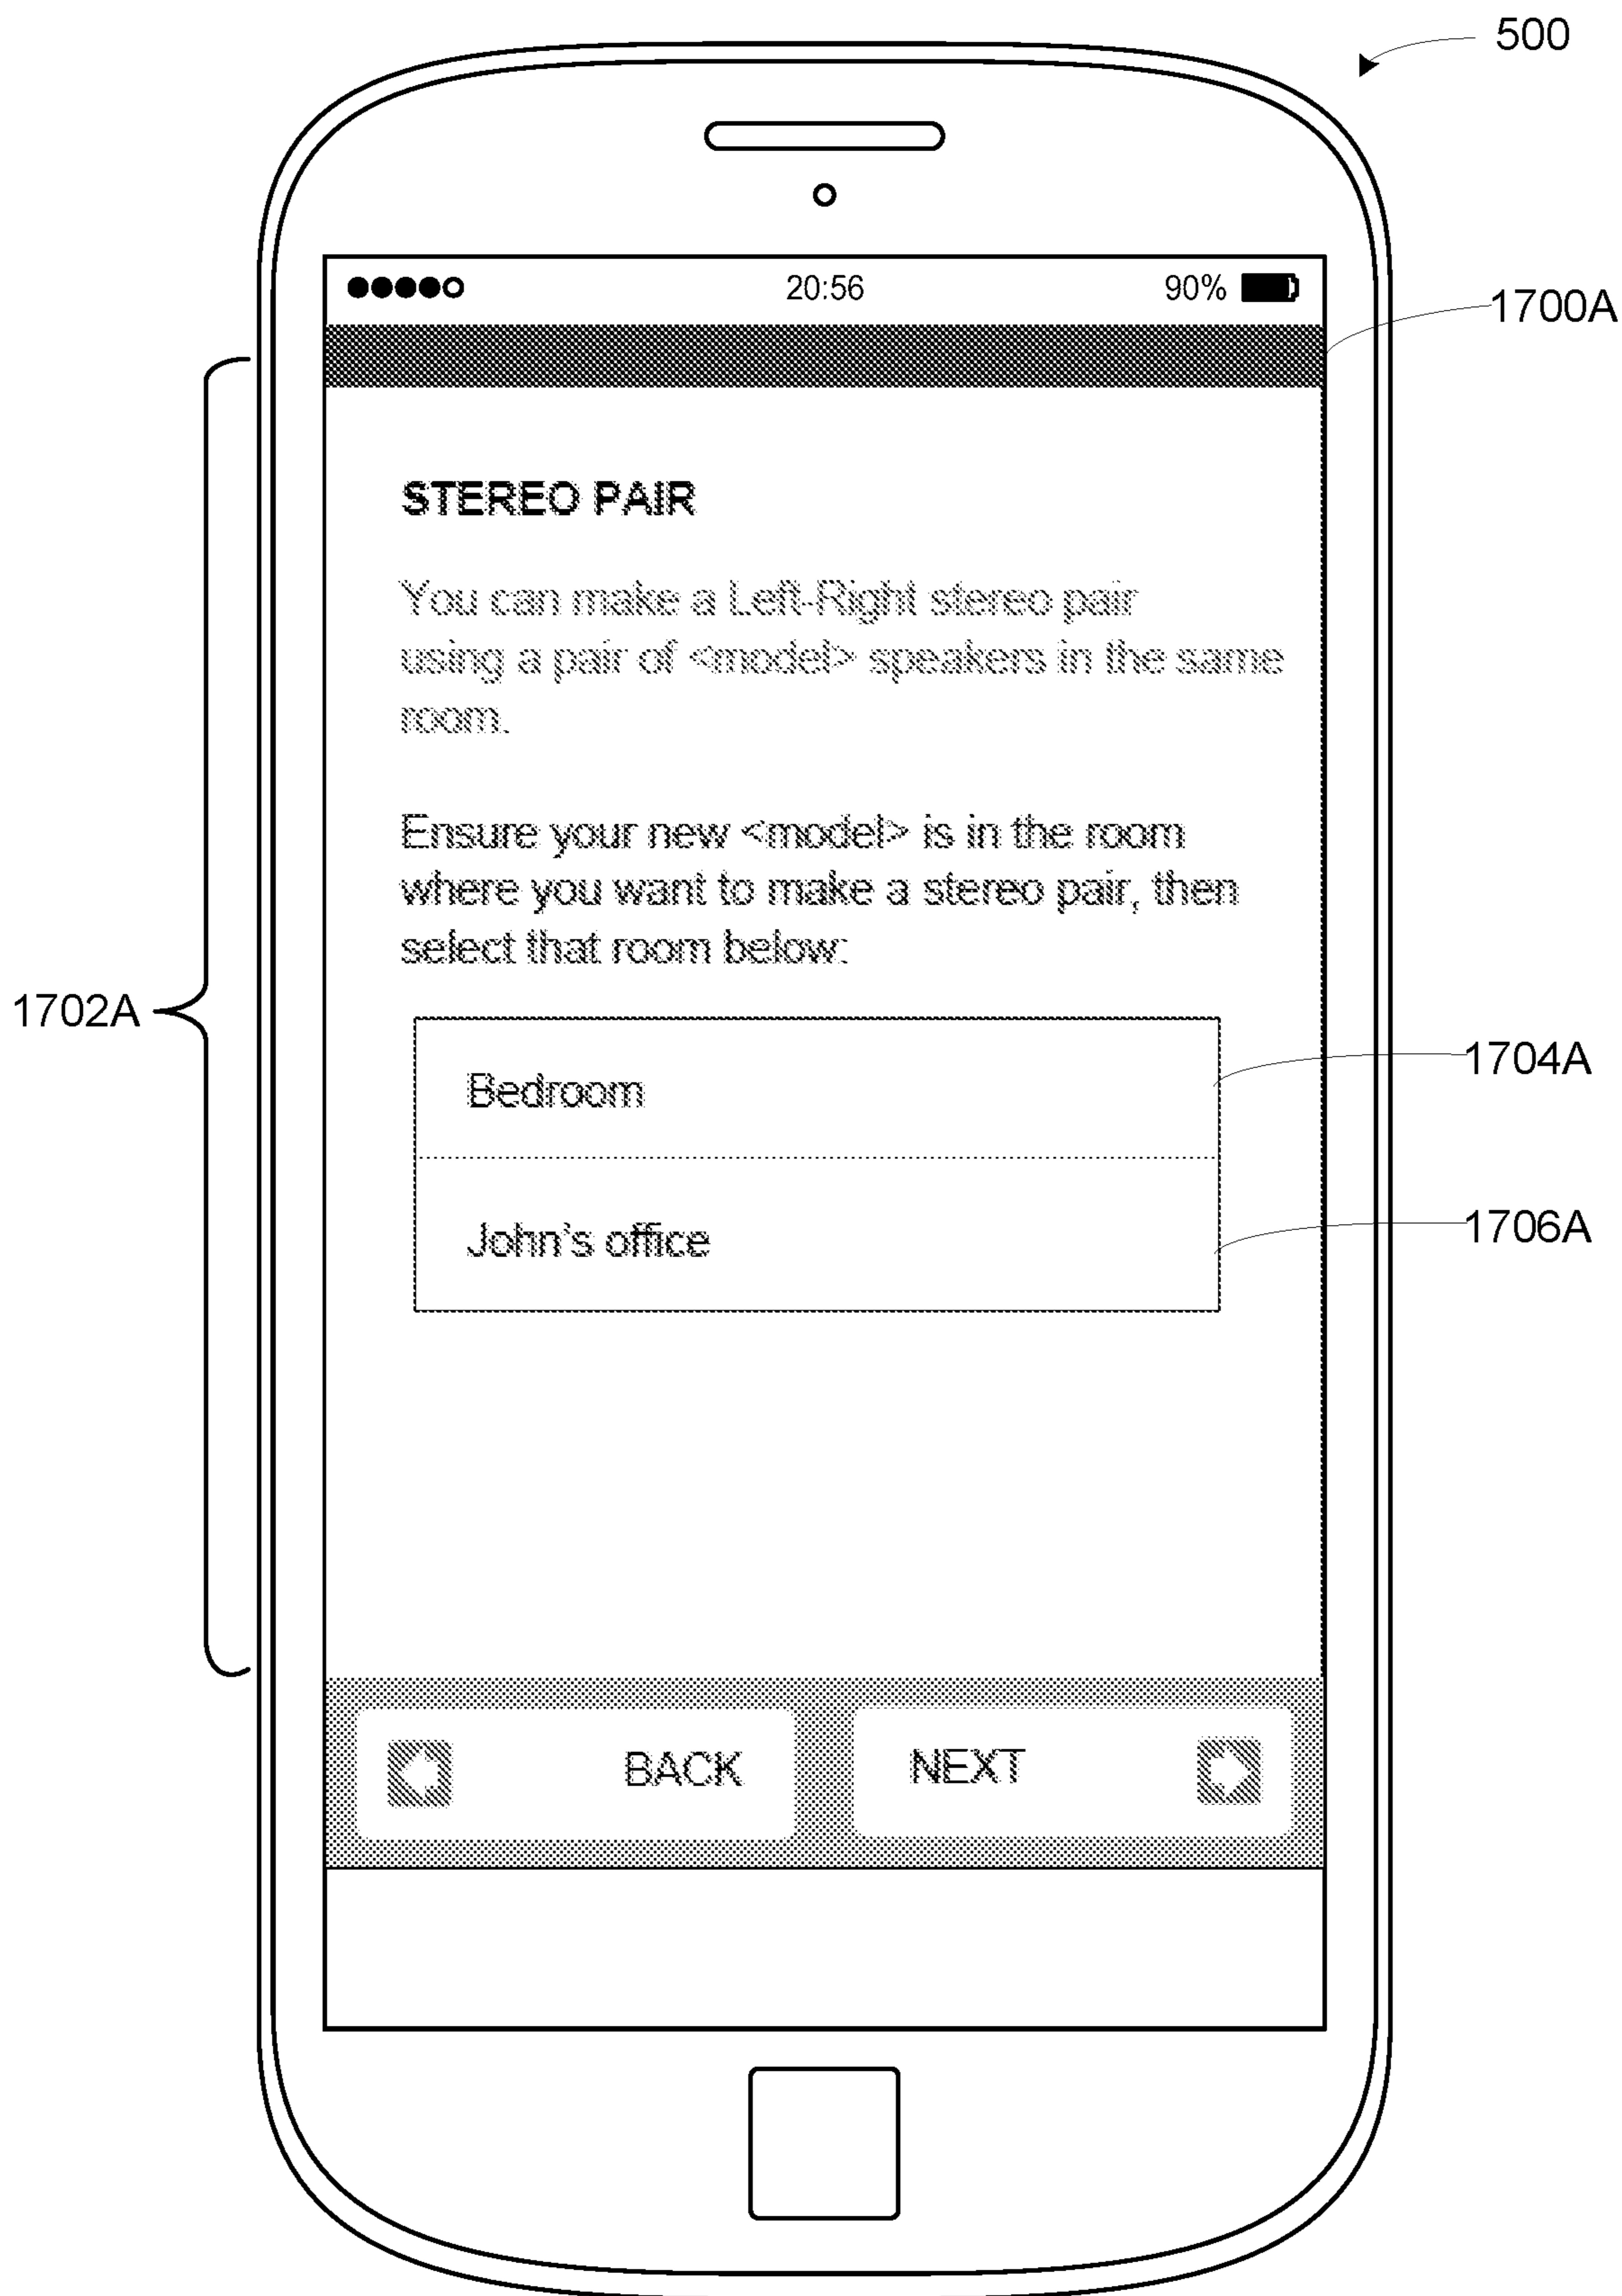 500
20:56
90%
1700A
STEREO PAIR
You can make a Left-Right stereo pair
using a pair of <model> speakers in the same
room.
Ensure your new <model> is in the room
where you want to make a stereo pair, then
select that room below:
1702A
Bedroom
1704A
John's office
1706A
BACK
NEXT